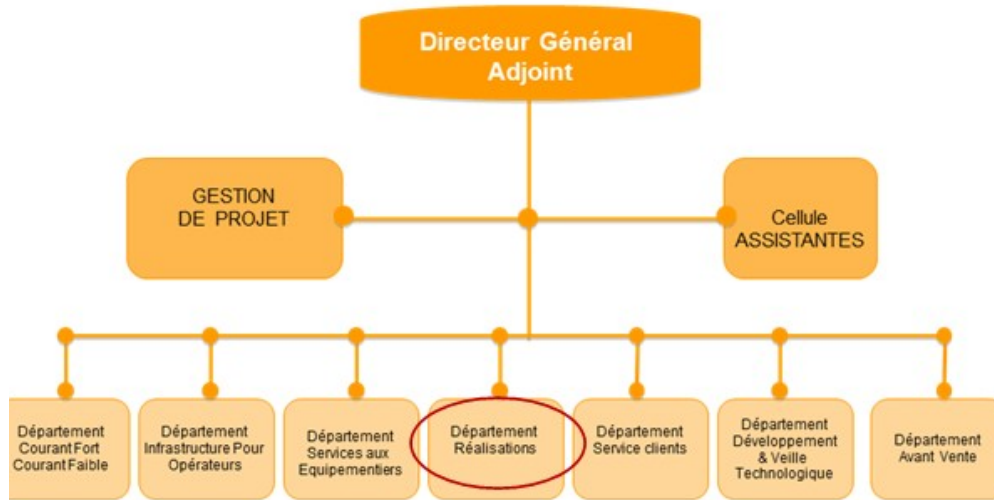 Directeur Général
Adjoint
GESTION
DE PROJET
Cellule
ASSISTANTES
Département
Courant Fort
Courant Faible
Département
Infrastructure Pour
Opérateurs
Département
Services aux
Equipementiers
Département
Réalisations
Département
Service clients
Département
Développement
& Veille
Technologique
Département
Avant Vente